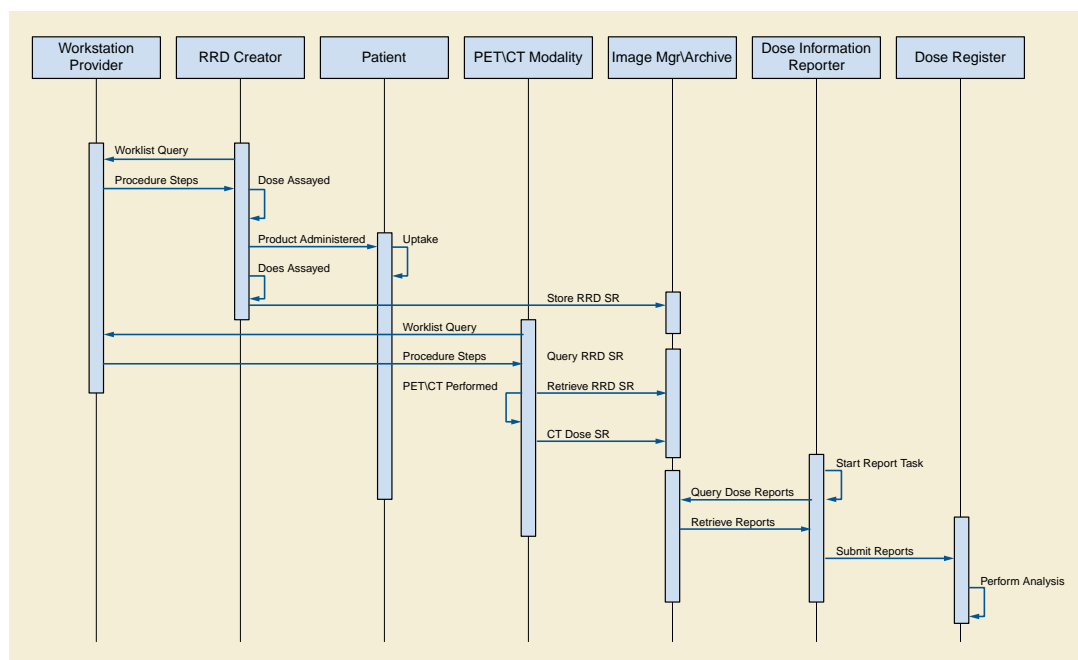 Workstation
Provider
RRD Creator
Patient
PET\CT Modality
Image Mgr\Archive
Dose Information
Reporter
Dose Register
Worklist Query
Procedure Steps
Dose Assayed
Product Administered
Uptake
Does Assayed
Store RRD SR
Worklist Query
Procedure Steps
Query RRD SR
PET\CT Performed
Retrieve RRD SR
CT Dose SR
Start Report Task
Query Dose Reports
Retrieve Reports
Submit Reports
Perform Analysis